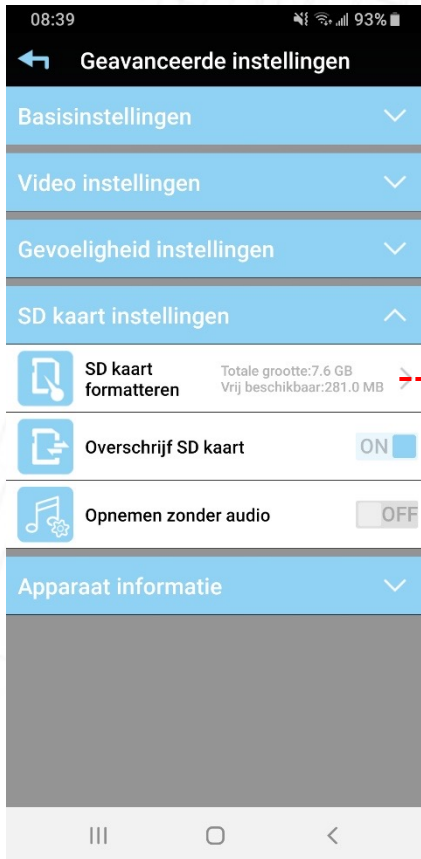 08:39 93%
Geavanceerde instellingen
Basisinstellingen
Video instellingen
Gevoeligheid instellingen
SD kaart instellingen
SD kaart
formatteren
Totale grootte:7.6 GB
Vrij beschikbaar:281.0 MB
Overschrijf SD kaart ON
Opnemen zonder audio OFF
Apparaat informatie